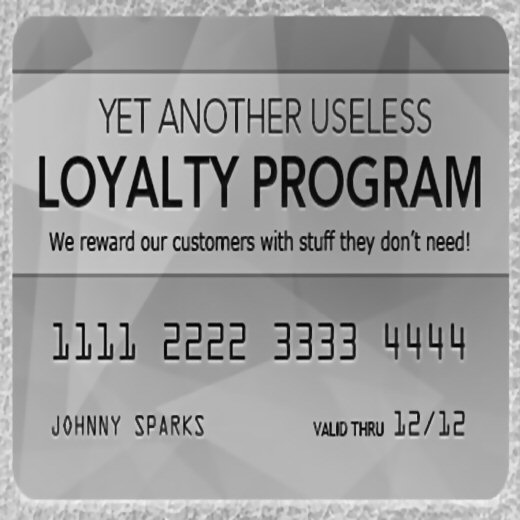 YET ANOTHER USELESS
LOYALTY PROGRAM
We reward our customers with stuff they don't need!
1111 2222 3333 4444
JOHNNY SPARKS
VALID THRU 12/12